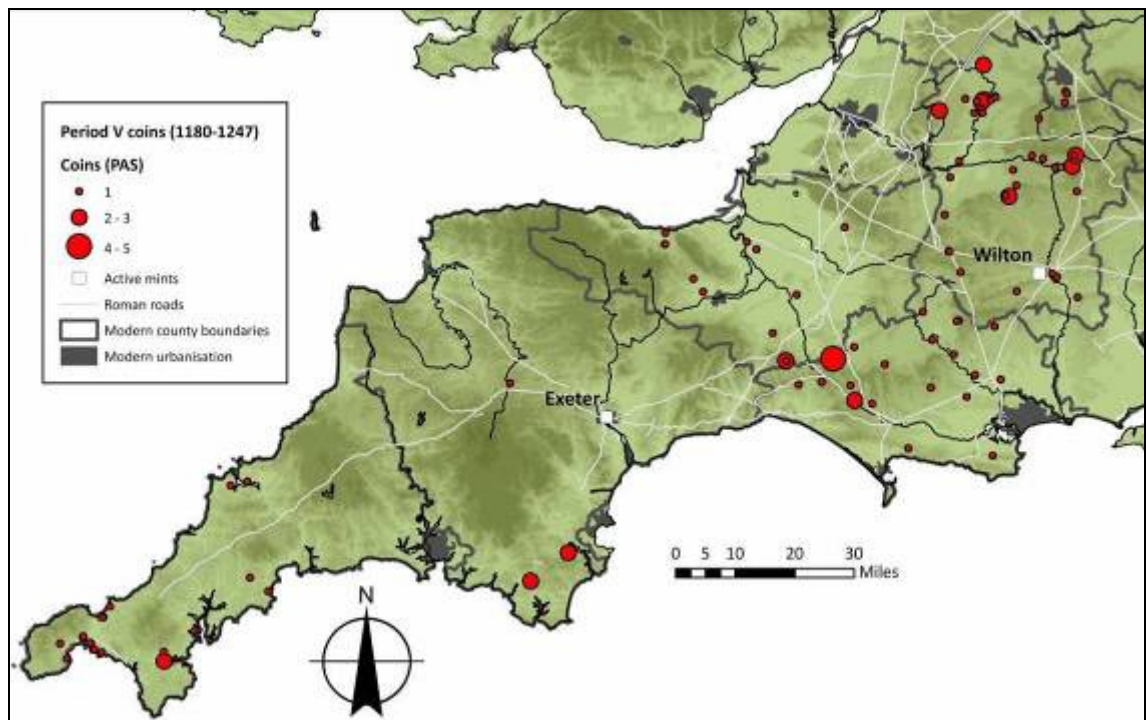 Period V coins (1180-1247)
Coins (PAS)
1
2 - 3
4 - 5
Active mints
Roman roads
Modern county boundaries
Modern urbanisation
Wilton
Exeter
0 5 10 20 30
Miles
N